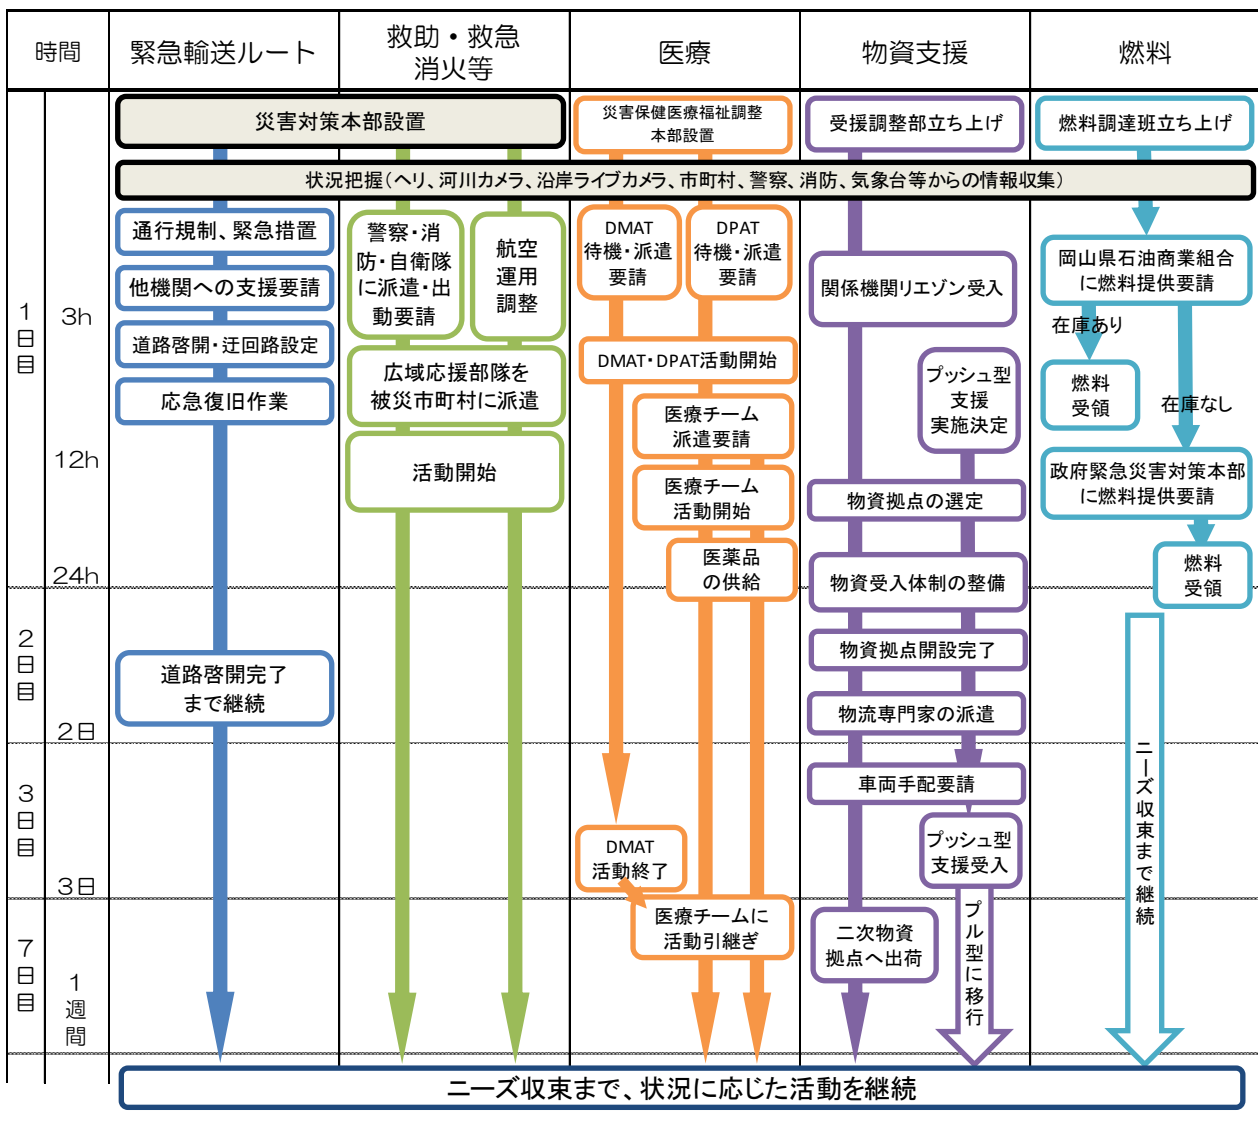 時間
緊急輸送ルート
救助・救急
消火等
医療
物資支援
燃料
災害対策本部設置
災害保健医療福祉調整
本部設置
受援調整部立ち上げ
燃料調達班立ち上げ
状況把握（ヘリ、河川カメラ、沿岸ライブカメラ、市町村、警察、消防、気象台等からの情報収集）
1
日
目
3h
12h
24h
通行規制、緊急措置
他機関への支援要請
道路啓開・迂回路設定
応急復旧作業
警察・消
防・自衛隊
に派遣・出
動要請
航空
運用
調整
広域応援部隊を
被災市町村に派遣
活動開始
DMAT
待機・派遣
要請
DPAT
待機・派遣
要請
DMAT・DPAT活動開始
医療チーム
派遣要請
医療チーム
活動開始
医薬品
の供給
関係機関リエゾン受入
プッシュ型
支援
実施決定
物資拠点の選定
物資受入体制の整備
岡山県石油商業組合
に燃料提供要請
在庫あり
燃料
受領
在庫なし
政府緊急災害対策本部
に燃料提供要請
燃料
受領
2
日
目
2日
道路啓開完了
まで継続
物資拠点開設完了
物流専門家の派遣
ニーズ収束まで継続
3
日
目
3日
DMAT
活動終了
車両手配要請
プッシュ型
支援受入
7
日
目
1
週
間
医療チームに
活動引継ぎ
二次物資
拠点へ出荷
プル型に移行
ニーズ収束まで、状況に応じた活動を継続